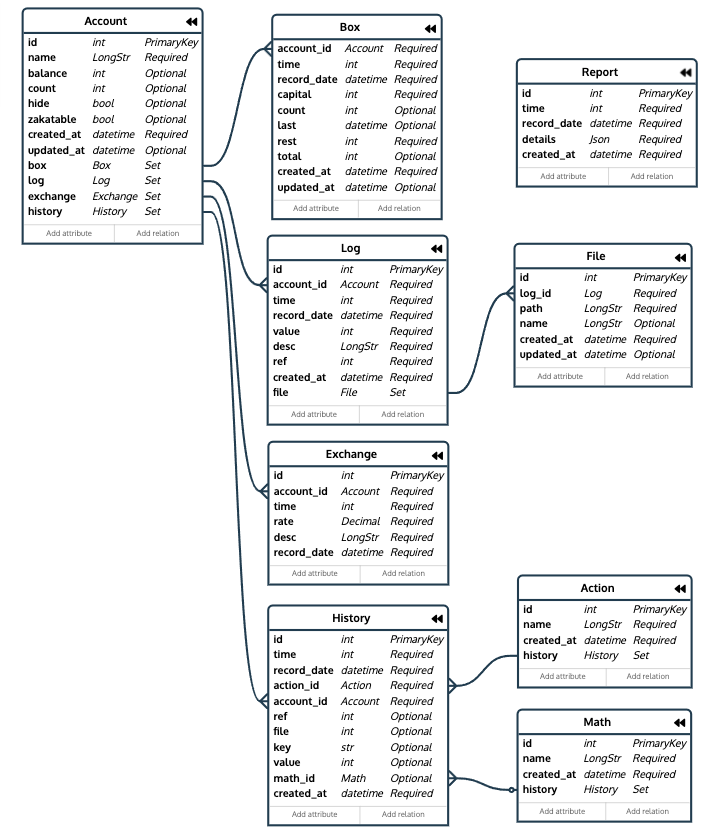 Account
id int PrimaryKey
name LongStr Required
balance int Optional
count int Optional
hide bool Optional
zakatable bool Optional
created_at datetime Required
updated_at datetime Optional
box Box Set
log Log Set
exchange Exchange Set
history History Set
Add attribute Add relation
Box
account_id Account Required
time int Required
record_date datetime Required
capital int Required
count int Optional
last datetime Optional
rest int Required
total int Optional
created_at datetime Required
updated_at datetime Optional
Add attribute Add relation
Report
id int PrimaryKey
time int Required
record_date datetime Required
details Json Required
created_at datetime Required
Add attribute Add relation
Log
id int PrimaryKey
account_id Account Required
time int Required
record_date datetime Required
value int Required
desc LongStr Required
ref int Required
created_at datetime Required
file File Set
Add attribute Add relation
File
id int PrimaryKey
log_id Log Required
path LongStr Required
name LongStr Optional
created_at datetime Required
updated_at datetime Optional
Add attribute Add relation
Exchange
id int PrimaryKey
account_id Account Required
time int Required
rate Decimal Required
desc LongStr Required
record_date datetime Required
Add attribute Add relation
History
id int PrimaryKey
time int Required
record_date datetime Required
action_id Action Required
account_id Account Required
ref int Optional
file int Optional
key str Optional
value int Optional
math_id Math Optional
created_at datetime Required
Add attribute Add relation
Action
id int PrimaryKey
name LongStr Required
created_at datetime Required
history History Set
Add attribute Add relation
Math
id int PrimaryKey
name LongStr Required
created_at datetime Required
history History Set
Add attribute Add relation